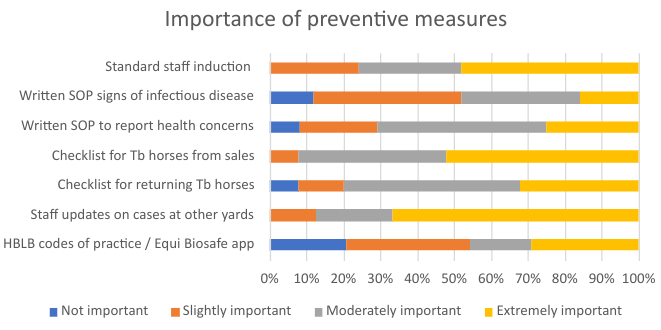 Importance of preventive measures
Standard staff induction
Written SOP signs of infectious disease
Written SOP to report health concerns
Checklist for Tb horses from sales
Checklist for returning Tb horses
Staff updates on cases at other yards
HBLB codes of practice / Equi Biosafe app
0% 10% 20% 30% 40% 50% 60% 70% 80% 90% 100%
Not important Slightly important Moderately important Extremely important